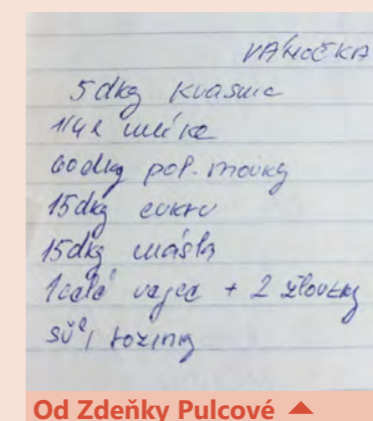 VÁNOČKA
5 dkg kvasnic
1/4 l mléka
60 dkg pol. mouky
15 dkg cukru
15 dkg másla
1 celé vejce + 2 žloutky
sůl, rozinky
Od Zdeňky Pulcové